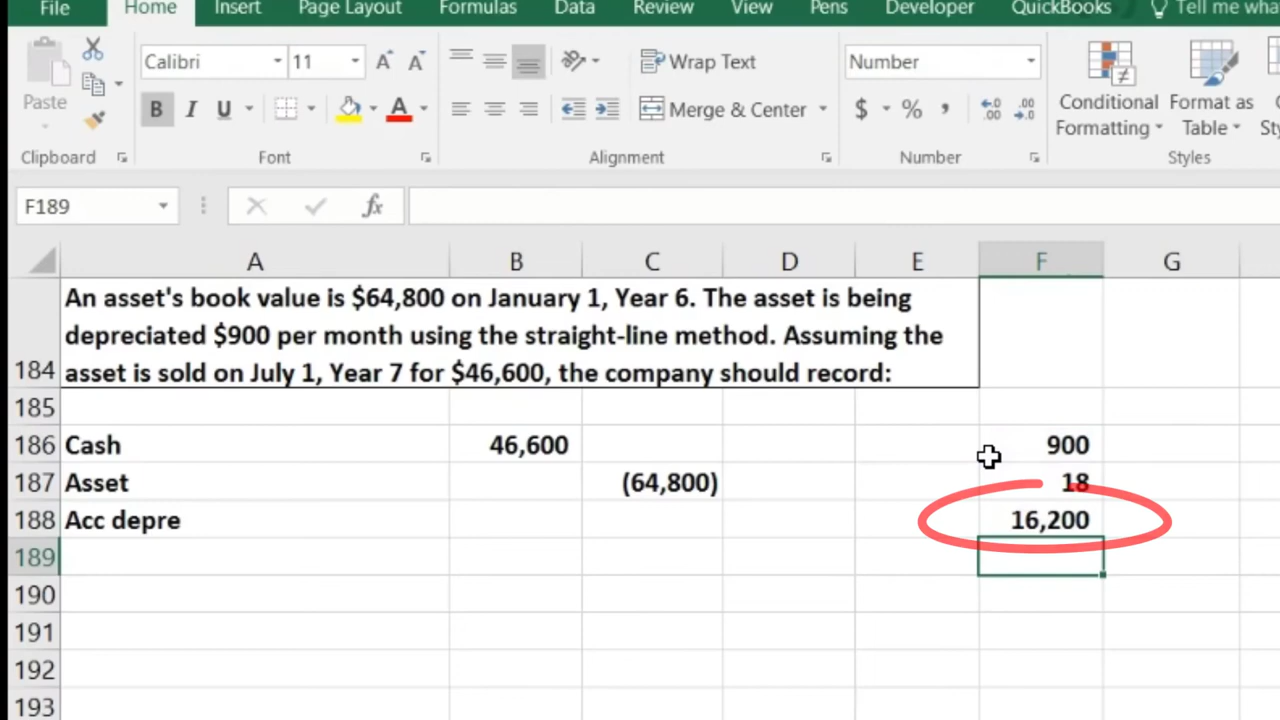 File Home Insert Page Layout Formulas Data Review View Pens Developer QuickBooks Tell me what
Calibri 11 A A Wrap Text Number
Paste B I U A Merge & Center $ % , .00 .00 Conditional Formatting Format as Table
Clipboard Font Alignment Number Styles
F189 fx
A B C D E F G
184 An asset's book value is $64,800 on January 1, Year 6. The asset is being
depreciated $900 per month using the straight-line method. Assuming the
asset is sold on July 1, Year 7 for $46,600, the company should record:
185
186 Cash 46,600 900
187 Asset (64,800) 18
188 Acc depre 16,200
189
190
191
192
193